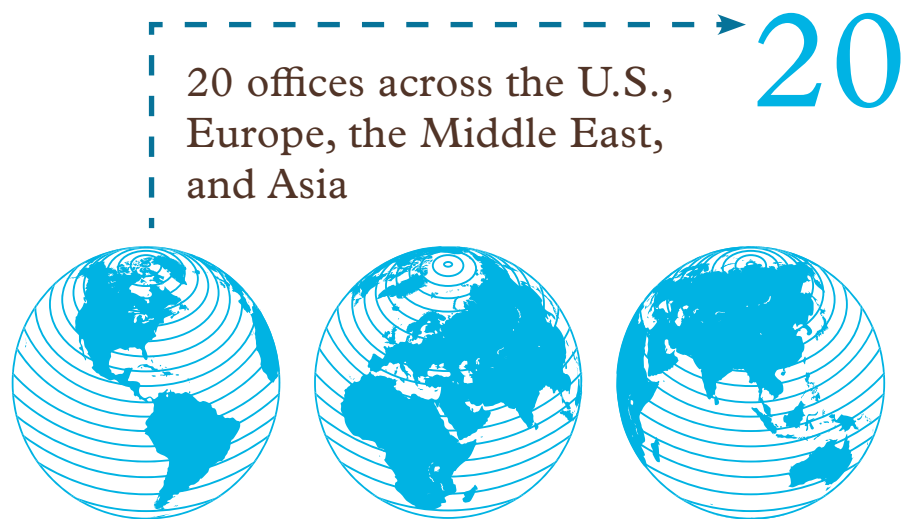 20
20 offices across the U.S.,
Europe, the Middle East,
and Asia